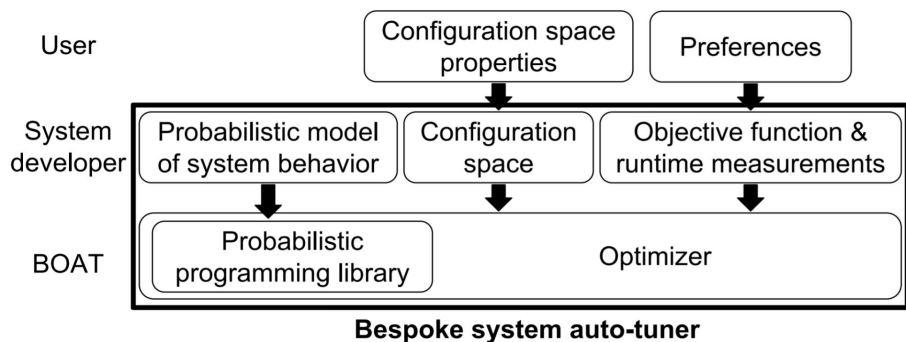 User
Configuration space
properties
Preferences
System
developer
Probabilistic model
of system behavior
Configuration
space
Objective function &
runtime measurements
BOAT
Probabilistic
programming library
Optimizer
Bespoke system auto-tuner